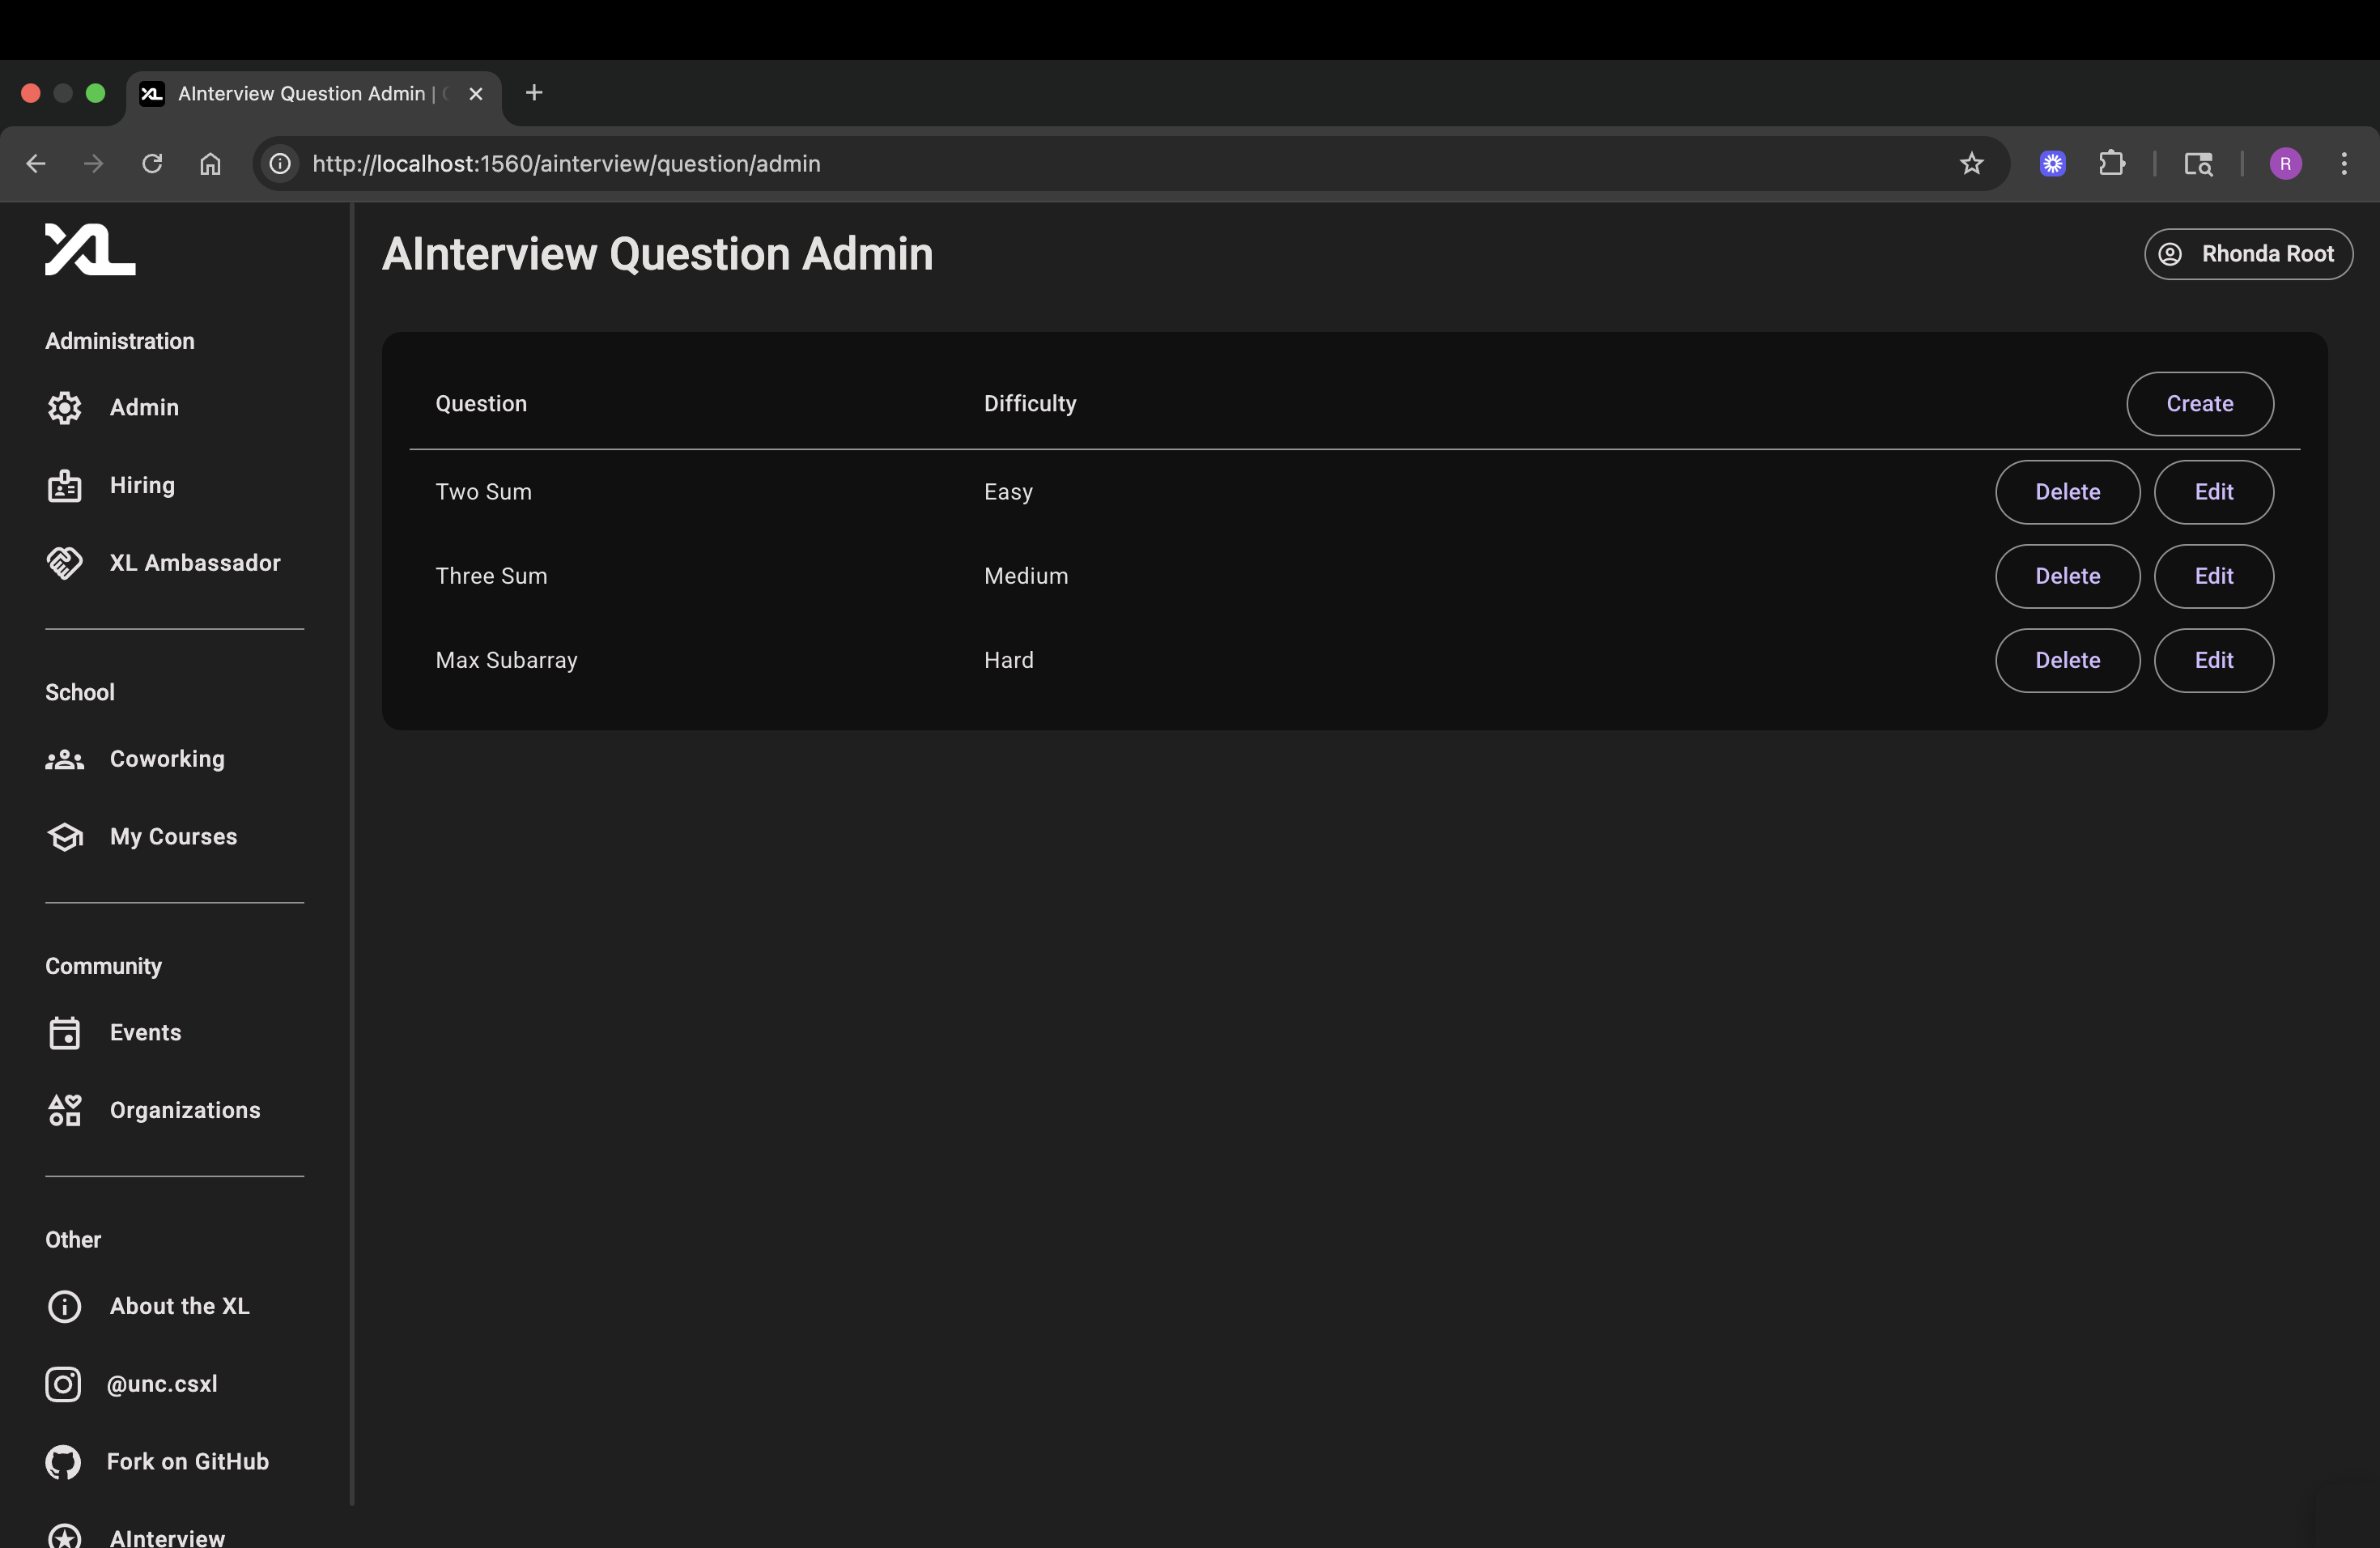 AInterview Question Admin |
http://localhost:1560/ainterview/question/admin
R
XL
AInterview Question Admin
Rhonda Root
Administration
Admin
Hiring
XL Ambassador
School
Coworking
My Courses
Community
Events
Organizations
Other
About the XL
@unc.csxl
Fork on GitHub
AInterview
Question Difficulty Create
Two Sum Easy Delete Edit
Three Sum Medium Delete Edit
Max Subarray Hard Delete Edit